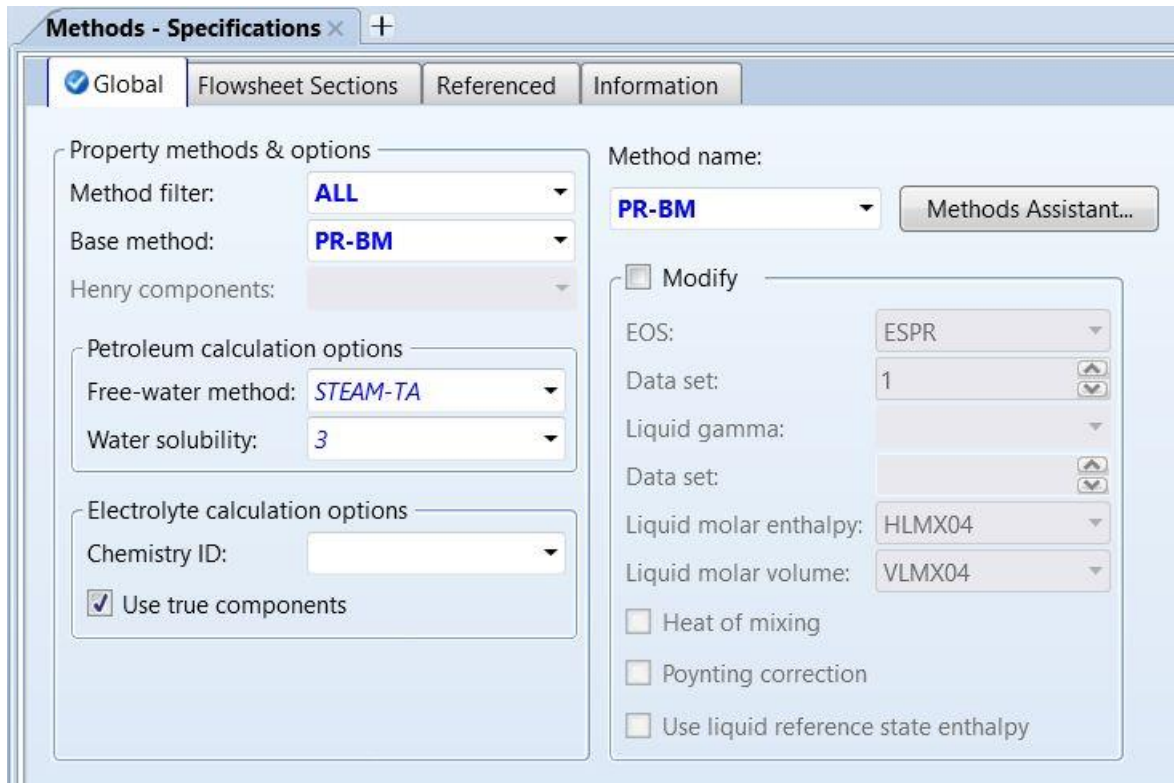 Methods - Specifications × +
Global Flowsheet Sections Referenced Information
Property methods & options
Method filter: ALL
Base method: PR-BM
Henry components:
Petroleum calculation options
Free-water method: STEAM-TA
Water solubility: 3
Electrolyte calculation options
Chemistry ID:
Use true components
Method name:
PR-BM Methods Assistant...
Modify
EOS: ESPR
Data set: 1
Liquid gamma:
Data set:
Liquid molar enthalpy: HLMX04
Liquid molar volume: VLMX04
Heat of mixing
Poynting correction
Use liquid reference state enthalpy